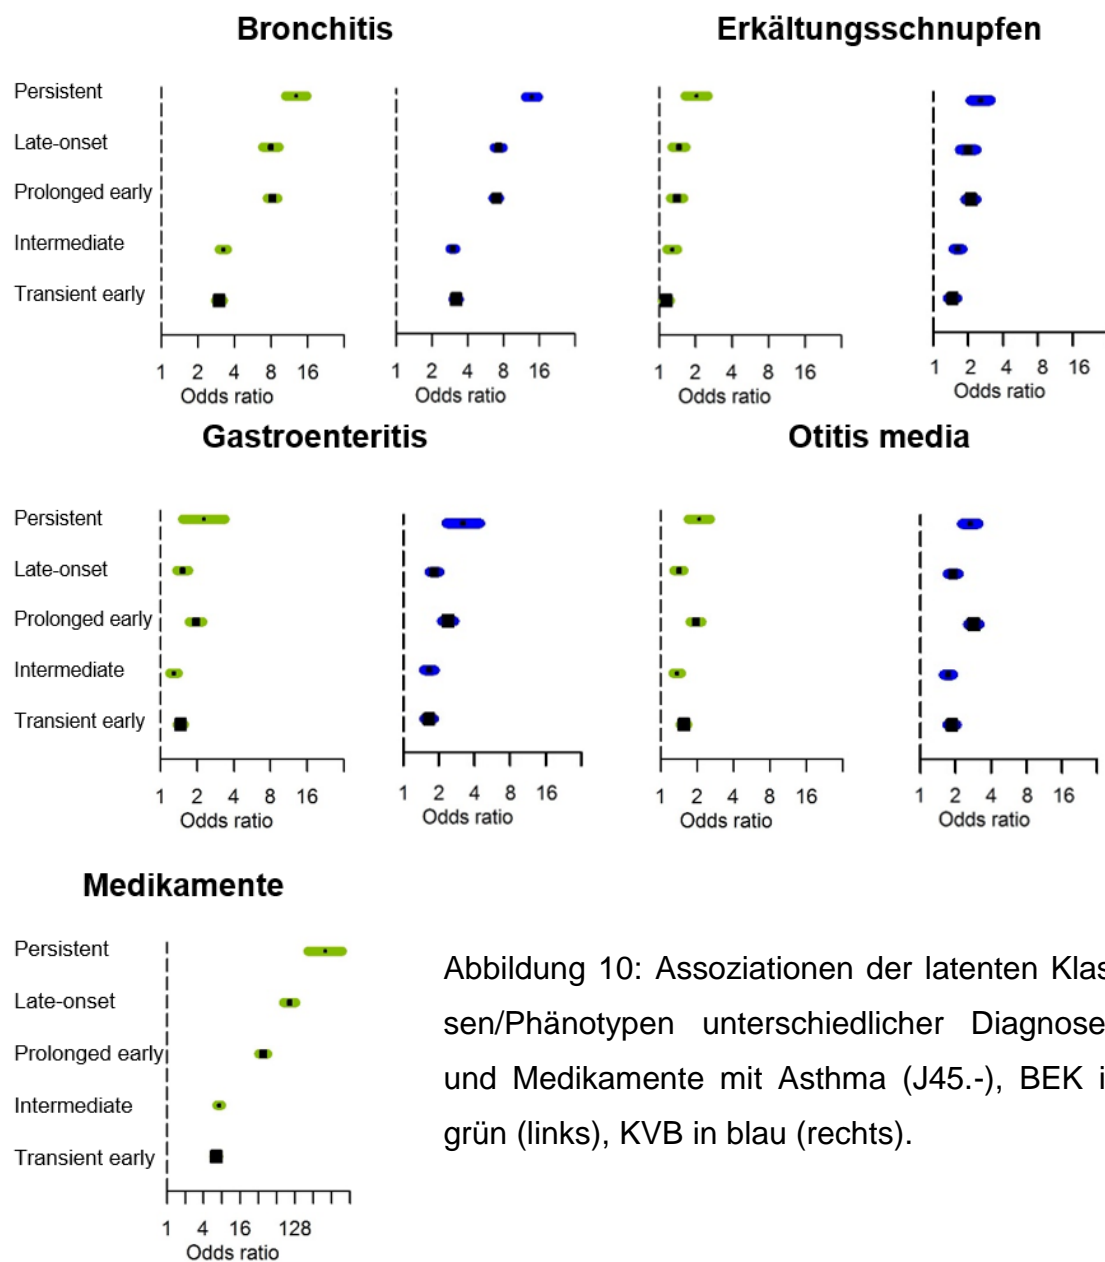 Bronchitis
Erkältungsschnupfen
Persistent
Late-onset
Prolonged early
Intermediate
Transient early
1 2 4 8 16
Odds ratio
1 2 4 8 16
Odds ratio
1 2 4 8 16
Odds ratio
1 2 4 8 16
Odds ratio
Gastroenteritis
Otitis media
Persistent
Late-onset
Prolonged early
Intermediate
Transient early
1 2 4 8 16
Odds ratio
1 2 4 8 16
Odds ratio
1 2 4 8 16
Odds ratio
1 2 4 8 16
Odds ratio
Medikamente
Persistent
Late-onset
Prolonged early
Intermediate
Transient early
1 4 16 128
Odds ratio
Abbildung 10: Assoziationen der latenten Klas
sen/Phänotypen unterschiedlicher Diagnose
und Medikamente mit Asthma (J45.-), BEK i
grün (links), KVB in blau (rechts).